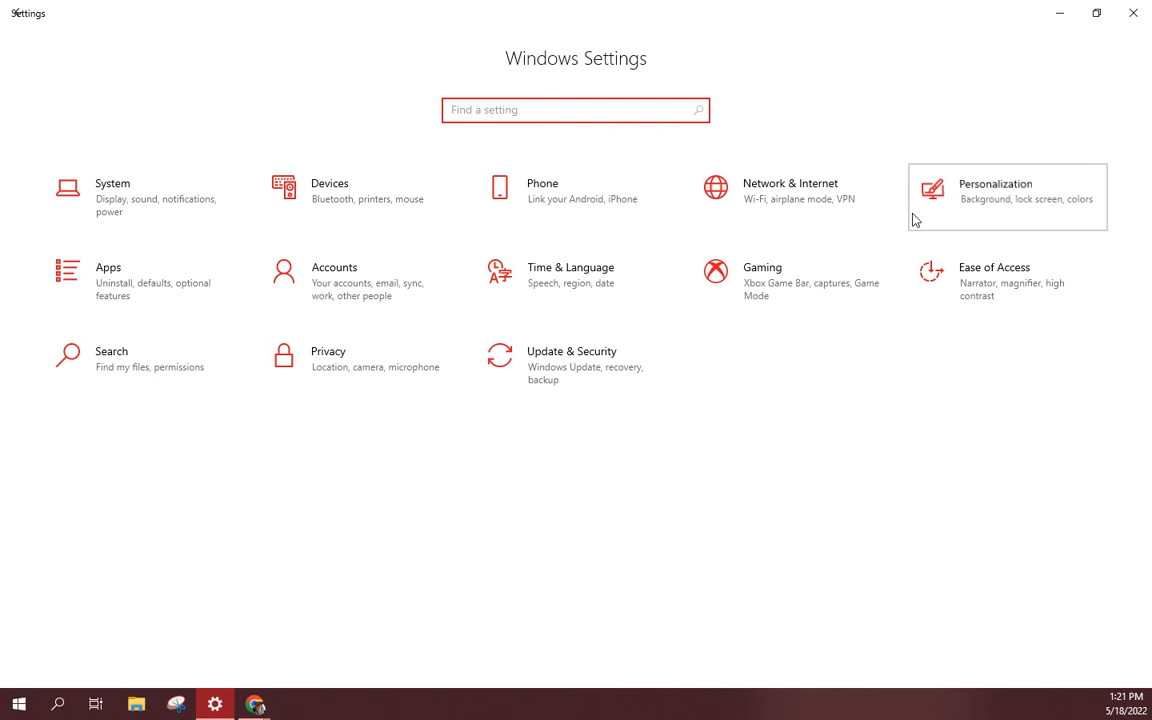 Settings
Windows Settings
Find a setting
System
Display, sound, notifications,
power
Devices
Bluetooth, printers, mouse
Phone
Link your Android, iPhone
Network & Internet
Wi-Fi, airplane mode, VPN
Personalization
Background, lock screen, colors
Apps
Uninstall, defaults, optional
features
Accounts
Your accounts, email, sync,
work, other people
Time & Language
Speech, region, date
Gaming
Xbox Game Bar, captures, Game
Mode
Ease of Access
Narrator, magnifier, high
contrast
Search
Find my files, permissions
Privacy
Location, camera, microphone
Update & Security
Windows Update, recovery,
backup
1:21 PM
5/18/2022